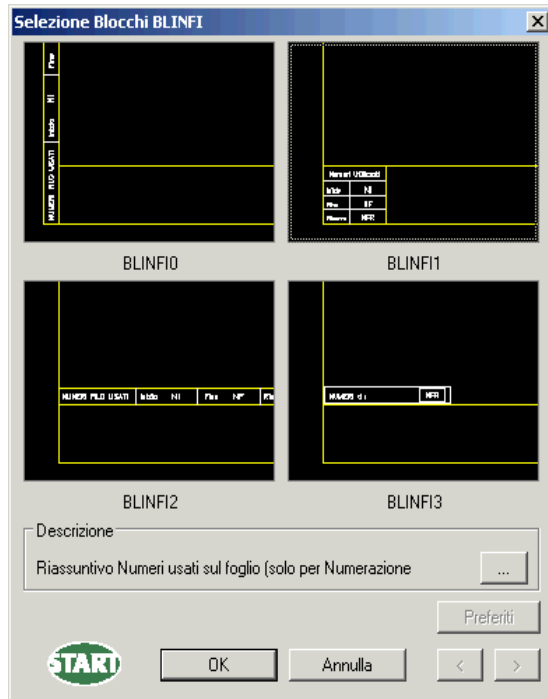 Selezione Blocchi BLINFI
NUMERI FILO USATI Inizio NI Fine
Numeri Utilizzati
Inizio NI
Fine NF
NFR
BLINFI0
BLINFI1
NUMERI FILO USATI Inizio NI Fine NF
NUMERI di NFR
BLINFI2
BLINFI3
Descrizione
Riassuntivo Numeri usati sul foglio (solo per Numerazione
...
Preferiti
START
OK
Annulla
<
>